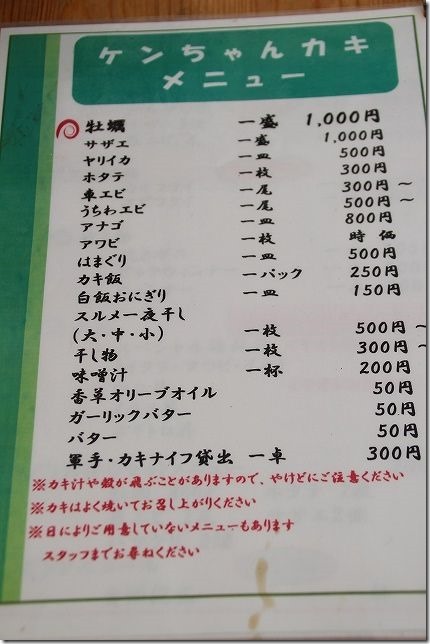 ケンちゃんカキ
メニュー
牡蠣 一盛 1,000円
サザエ 一盛 1,000円
ヤリイカ 一皿 500円
ホタテ 一枚 300円
車エビ 一尾 300円～
うちわエビ 一尾 500円～
アナゴ 一皿 800円
アワビ 一枚 時価
はまぐり 一皿 500円
カキ飯 一パック 250円
白飯おにぎり 一皿 150円
スルメ一夜干し
(大・中・小) 一枚 500円～
干し物 一枚 300円～
味噌汁 一杯 200円
香草オリーブオイル 50円
ガーリックバター 50円
バター 50円
軍手・カキナイフ貸出 一卓 300円
※カキ汁や殻が飛ぶことがありますので、やけどにご注意ください
※カキはよく焼いてお召し上がりください
※日によりご用意していないメニューもあります
スタッフまでお尋ねください